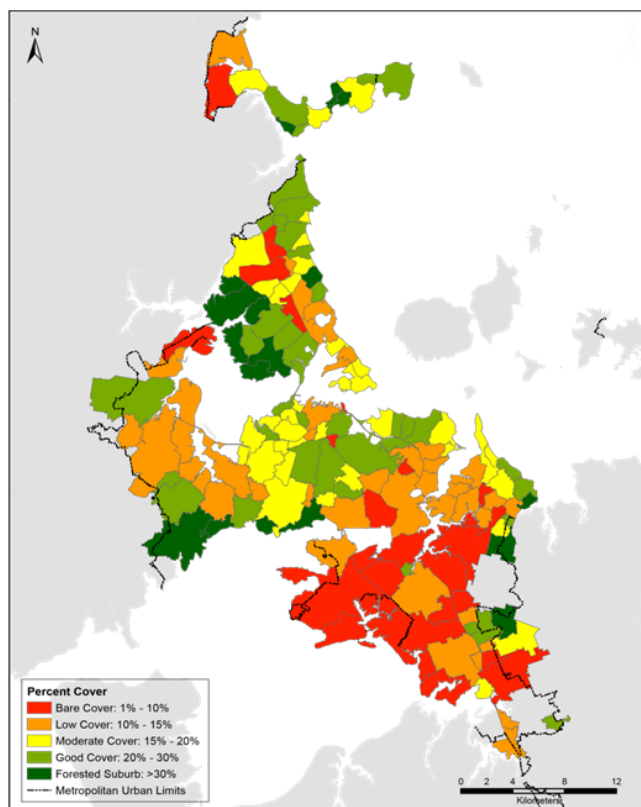 N
Percent Cover
Bare Cover: 1% - 10%
Low Cover: 10% - 15%
Moderate Cover: 15% - 20%
Good Cover: 20% - 30%
Forested Suburb: >30%
Metropolitan Urban Limits
0 2 4 8 12
Kilometers